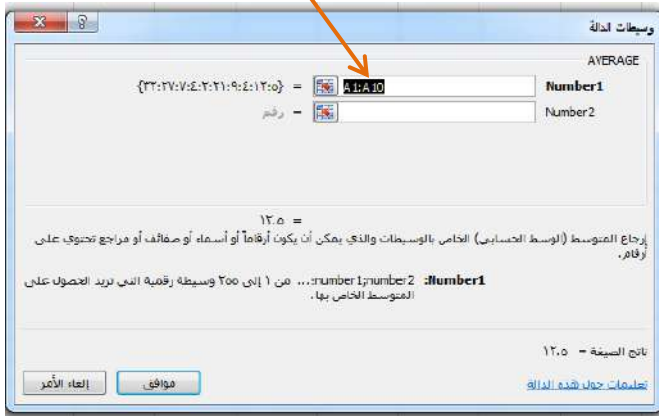 وسيطات الدالة
AVERAGE
Number1 A1:A10 = {٣٣:٢٧:٧:٤:٢:٢١:٩:٤:١٢:٥}
Number2 = رقم
= ١٢.٥
إرجاع المتوسط (الوسط الحسابي) الخاص بالوسيطات والذي يمكن أن يكون أرقاماً أو أسماء أو صفائف أو مراجع تحتوي على
أرقام.
Number1: number1;number2;... من ١ إلى ٢٥٥ وسيطة رقمية التي تريد الحصول على
المتوسط الخاص بها.
ناتج الصيغة = ١٢.٥
تعليمات حول هذه الدالة
موافق
إلغاء الأمر